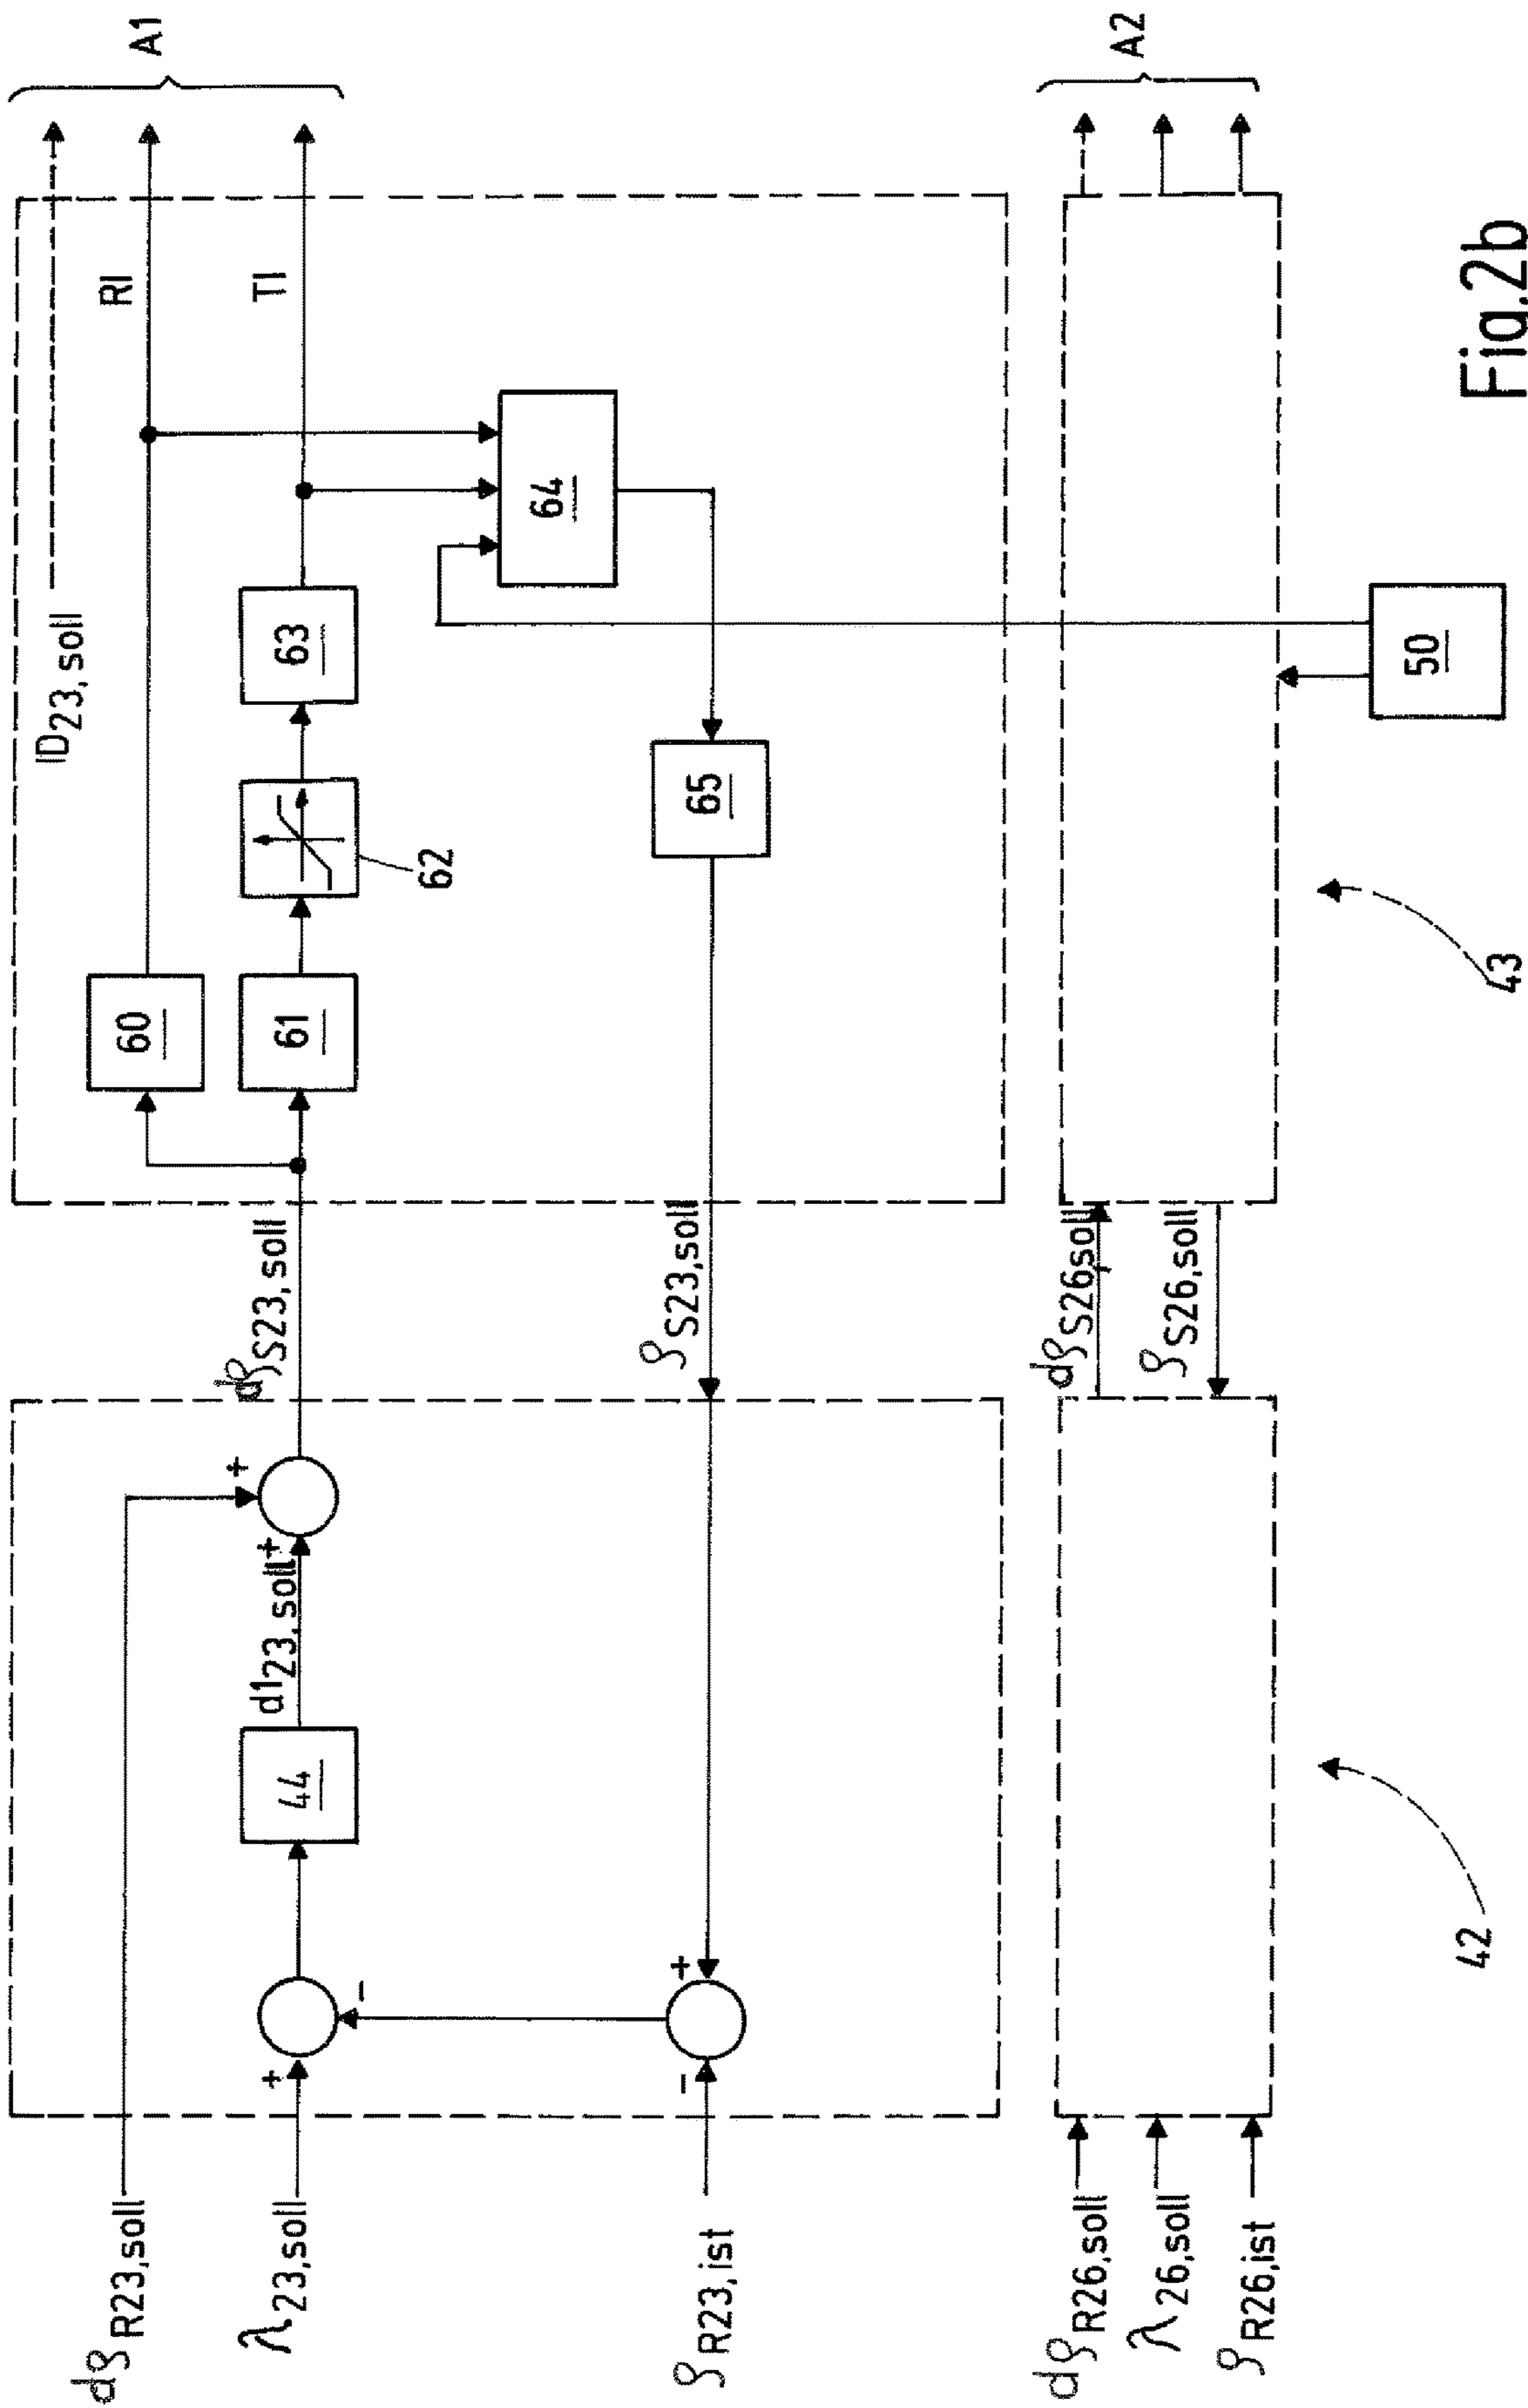 dϱR23,soll
λ23,soll
ϱR23,ist
+
-
-
+
44
d123,soll
+
+
dϱS23,soll
ϱS23,soll
60
61
62
63
64
65
ID23,soll
RI
TI
A1
dϱR26,soll
λ26,soll
ϱR26,ist
dϱS26,soll
ϱS26,soll
A2
42
43
50
Fig.2b